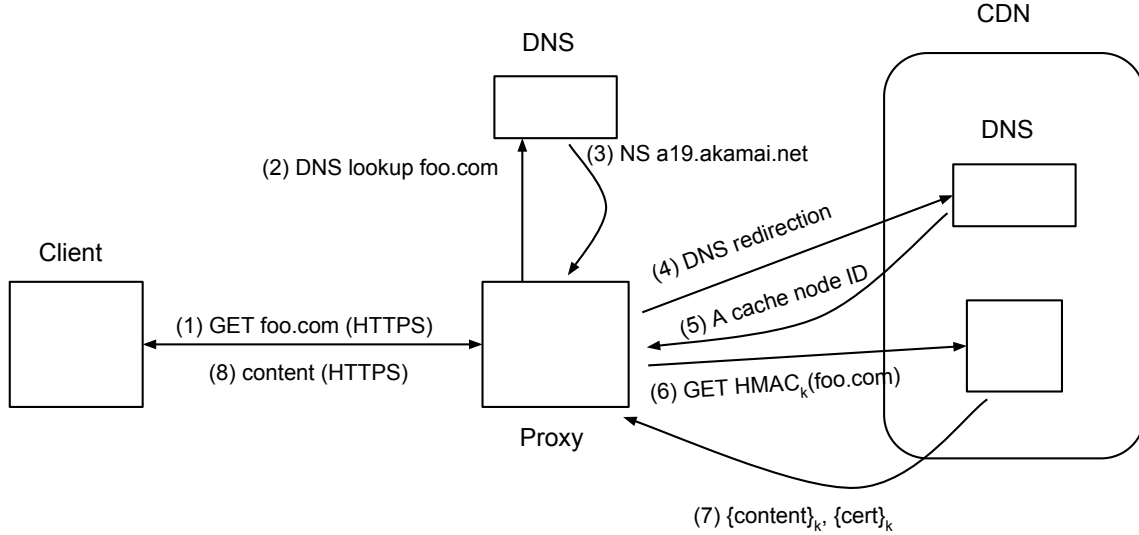 CDN
DNS
DNS
(2) DNS lookup foo.com
(3) NS a19.akamai.net
(4) DNS redirection
Client
(5) A cache node ID
(1) GET foo.com (HTTPS)
(8) content (HTTPS)
(6) GET HMACₖ(foo.com)
Proxy
(7) {content}ₖ, {cert}ₖ